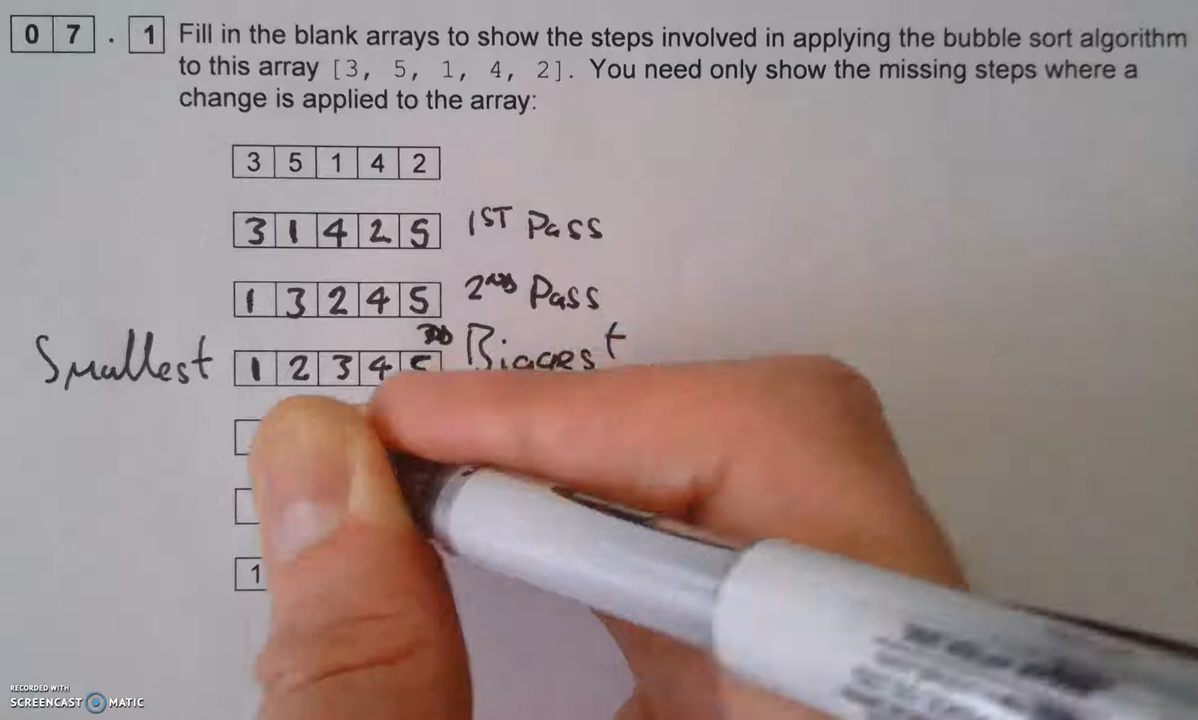 0 7 . 1 Fill in the blank arrays to show the steps involved in applying the bubble sort algorithm
to this array [3, 5, 1, 4, 2]. You need only show the missing steps where a
change is applied to the array:
3 5 1 4 2
3 1 4 2 5 1ST Pass
1 3 2 4 5 2ND Pass
Smallest 1 2 3 4 5 3D Biggest
1
RECORDED WITH
SCREENCAST MATIC